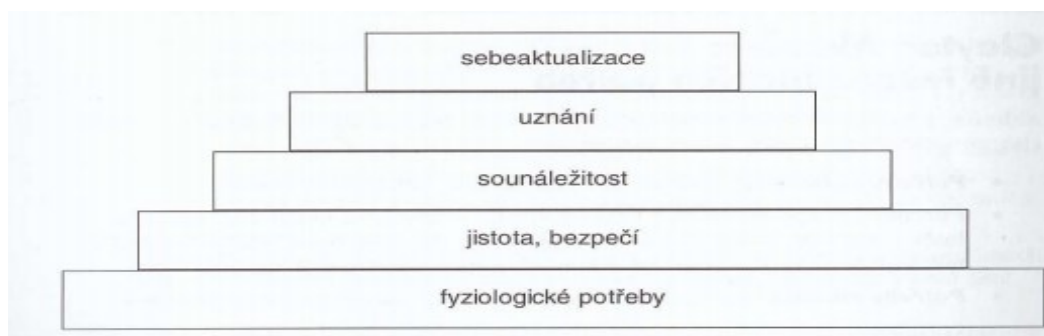 sebeaktualizace
uznání
sounáležitost
jistota, bezpečí
fyziologické potřeby